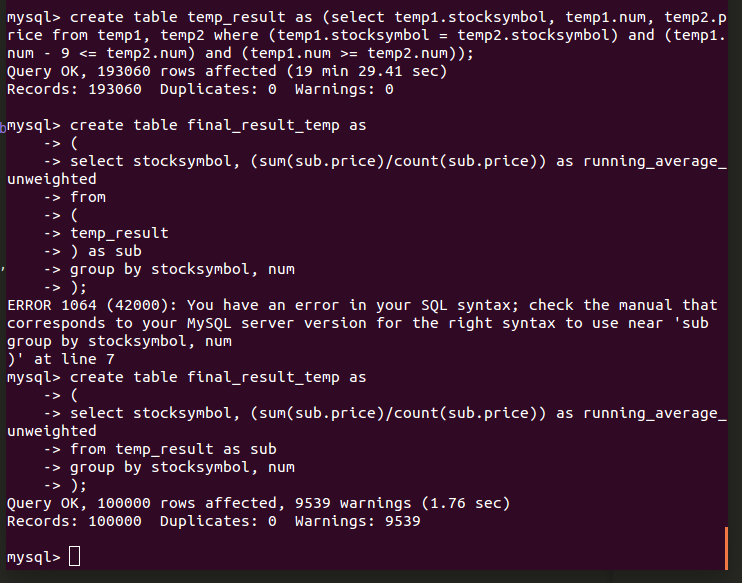 mysql> create table temp_result as (select temp1.stocksymbol, temp1.num, temp2.p
rice from temp1, temp2 where (temp1.stocksymbol = temp2.stocksymbol) and (temp1.
num - 9 <= temp2.num) and (temp1.num >= temp2.num));
Query OK, 193060 rows affected (19 min 29.41 sec)
Records: 193060  Duplicates: 0  Warnings: 0

mysql> create table final_result_temp as
    -> (
    -> select stocksymbol, (sum(sub.price)/count(sub.price)) as running_average_
unweighted
    -> from
    -> (
    -> temp_result
    -> ) as sub
    -> group by stocksymbol, num
    -> );
ERROR 1064 (42000): You have an error in your SQL syntax; check the manual that
corresponds to your MySQL server version for the right syntax to use near 'sub
group by stocksymbol, num
)' at line 7
mysql> create table final_result_temp as
    -> (
    -> select stocksymbol, (sum(sub.price)/count(sub.price)) as running_average_
unweighted
    -> from temp_result as sub
    -> group by stocksymbol, num
    -> );
Query OK, 100000 rows affected, 9539 warnings (1.76 sec)
Records: 100000  Duplicates: 0  Warnings: 9539

mysql>